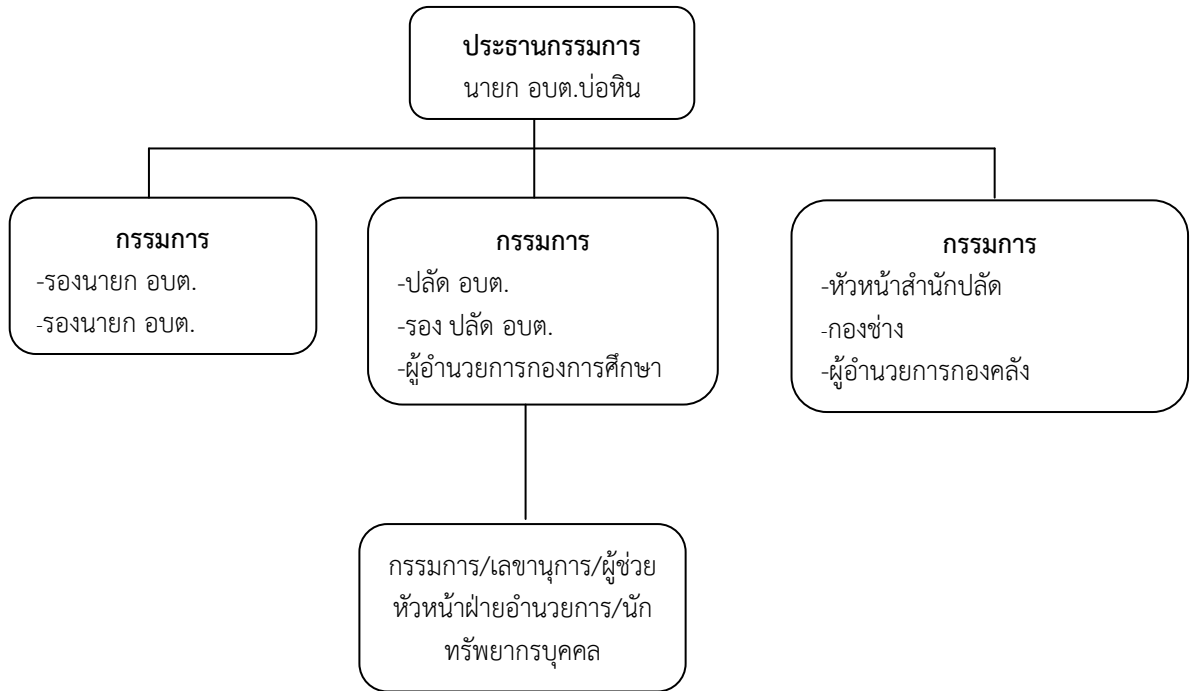 ประธานกรรมการ
นายก อบต.บ่อหิน
กรรมการ
-รองนายก อบต.
-รองนายก อบต.
กรรมการ
-ปลัด อบต.
-รอง ปลัด อบต.
-ผู้อำนวยการกองการศึกษา
กรรมการ
-หัวหน้าสำนักปลัด
-กองช่าง
-ผู้อำนวยการกองคลัง
กรรมการ/เลขานุการ/ผู้ช่วย
หัวหน้าฝ่ายอำนวยการ/นัก
ทรัพยากรบุคคล